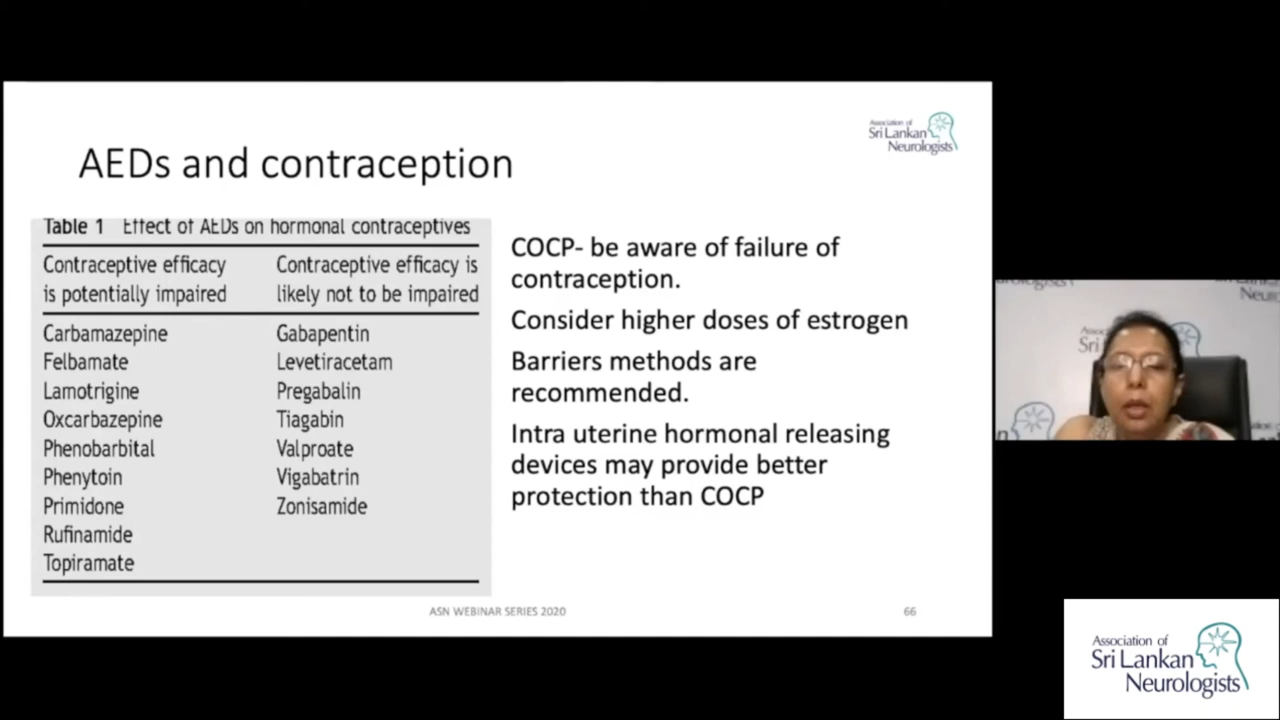 Association of
Sri Lankan
Neurologists
AEDs and contraception
Table 1 Effect of AEDs on hormonal contraceptives
Contraceptive efficacy
is potentially impaired
Contraceptive efficacy is
likely not to be impaired
Carbamazepine
Felbamate
Lamotrigine
Oxcarbazepine
Phenobarbital
Phenytoin
Primidone
Rufinamide
Topiramate
Gabapentin
Levetiracetam
Pregabalin
Tiagabin
Valproate
Vigabatrin
Zonisamide
COCP- be aware of failure of
contraception.
Consider higher doses of estrogen
Barriers methods are
recommended.
Intra uterine hormonal releasing
devices may provide better
protection than COCP
ASN WEBINAR SERIES 2020
66
Association of
Sri Lankan
Neurologists